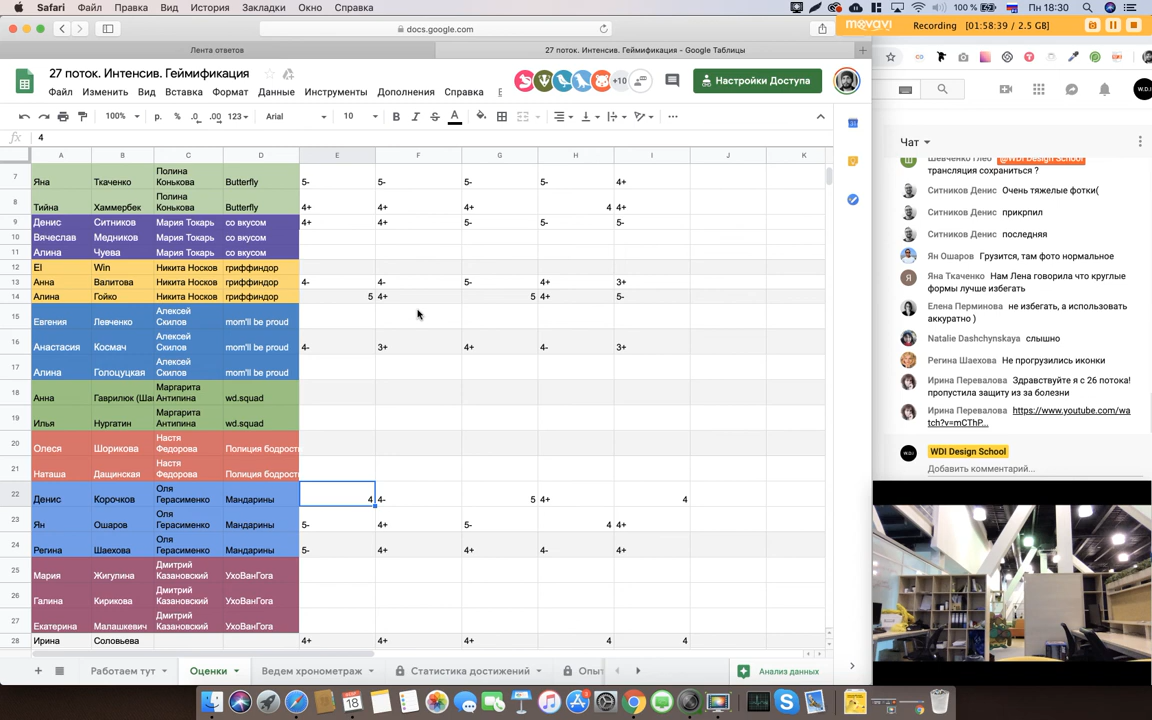 Safari Файл Правка Вид История Закладки Окно Справка 100 % Пн 18:30
docs.google.com
movavi Recording [01:58:39 / 2.5 GB]
Лента ответов
27 поток. Интенсив. Геймификация - Google Таблицы
27 поток. Интенсив. Геймификация
+10
Настройки Доступа
Файл Изменить Вид Вставка Формат Данные Инструменты Дополнения Справка
100% р. % .0 .00 123 Arial 10 B I S A
fx 4
A B C D E F G H I J K
7 Яна Ткаченко Полина Конькова Butterfly 5- 5- 5- 5- 4+
8 Тийна Хаммербек Полина Конькова Butterfly 4+ 4+ 4+ 4 4+
9 Денис Ситников Мария Токарь со вкусом 4+ 4+ 5- 5- 5-
10 Вячеслав Медников Мария Токарь со вкусом
11 Алина Чуева Мария Токарь со вкусом
12 El Win Никита Носков гриффиндор
13 Анна Валитова Никита Носков гриффиндор 4- 4- 5- 4+ 3+
14 Алина Гойко Никита Носков гриффиндор 5 4+ 5 4+ 5-
15 Евгения Левченко Алексей Скилов mom'll be proud
16 Анастасия Космач Алексей Скилов mom'll be proud 4- 3+ 4+ 4- 3+
17 Алина Голоцуцкая Алексей Скилов mom'll be proud
18 Анна Гаврилюк (Ша Маргарита Антипина wd.squad
19 Илья Нургатин Маргарита Антипина wd.squad
20 Олеся Шорикова Настя Федорова Полиция бодрост
21 Наташа Дащинская Настя Федорова Полиция бодрост
22 Денис Корочков Оля Герасименко Мандарины 4 4- 5 4+ 4
23 Ян Ошаров Оля Герасименко Мандарины 5- 4+ 5- 4 4+
24 Регина Шаехова Оля Герасименко Мандарины 5- 4+ 4+ 4- 4+
25 Мария Жигулина Дмитрий Казановский УхоВанГога
26 Галина Кирикова Дмитрий Казановский УхоВанГога
27 Екатерина Малашкевич Дмитрий Казановский УхоВанГога
28 Ирина Соловьева 4+ 4+ 4+ 4 4
Работаем тут Оценки Ведем хронометраж Статистика достижений Опыт
Анализ данных
W.DJ
Чат
Шевченко Глеб @WDI Design School
трансляция сохраниться ?
Ситников Денис Очень тяжелые фотки(
Ситников Денис прикрпил
Ситников Денис последняя
Ян Ошаров Грузится, там фото нормальное
Яна Ткаченко Нам Лена говорила что круглые
формы лучше избегать
Елена Перминова не избегать, а использовать
аккуратно )
Natalie Dashchynskaya слышно
Регина Шаехова Не прогрузились иконки
Ирина Перевалова Здравствуйте я с 26 потока!
пропустила защиту из за болезни
Ирина Перевалова https://www.youtube.com/wa
tch?v=mCThP...
WDI Design School
Добавить комментарий...
18